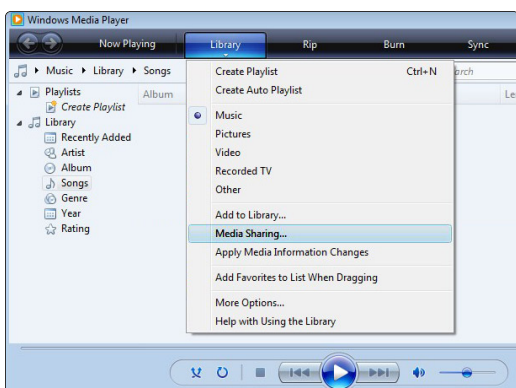 Windows Media Player
Now Playing
Library
Rip
Burn
Sync
Music
Library
Songs
Playlists
Create Playlist
Library
Recently Added
Artist
Album
Songs
Genre
Year
Rating
Album
Create Playlist Ctrl+N
Create Auto Playlist
Music
Pictures
Video
Recorded TV
Other
Add to Library...
Media Sharing...
Apply Media Information Changes
Add Favorites to List When Dragging
More Options...
Help with Using the Library
arch
Le